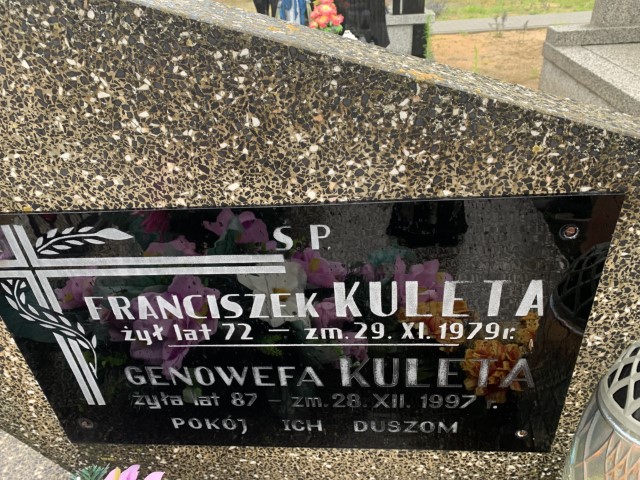 Ś P.
FRANCISZEK KULETA
żył lat 72 – zm. 29. XI. 1979 r.
GENOWEFA KULETA
żyła lat 87 – zm. 28. XII. 1997 r.
POKÓJ ICH DUSZOM